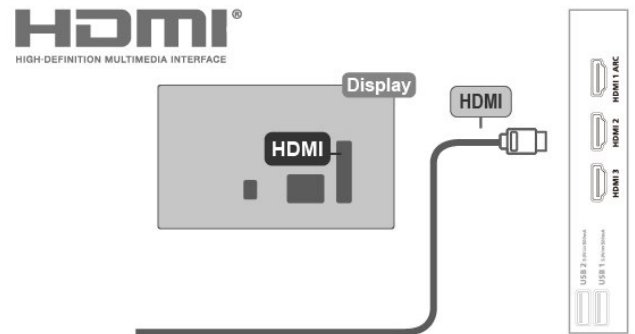 HDMI®
HIGH-DEFINITION MULTIMEDIA INTERFACE
Display
HDMI
HDMI
HDMI 1 ARC
HDMI 2
HDMI 3
USB 2
USB 1